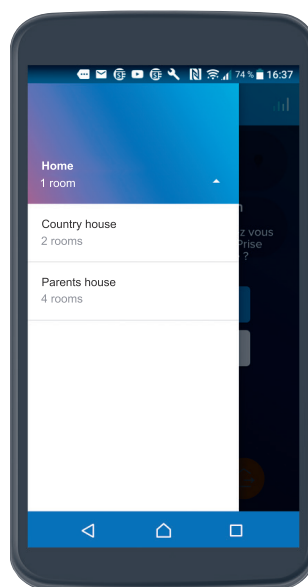 74 % 16:37
Home
1 room
Country house
2 rooms
Parents house
4 rooms
z vous
Prise
?